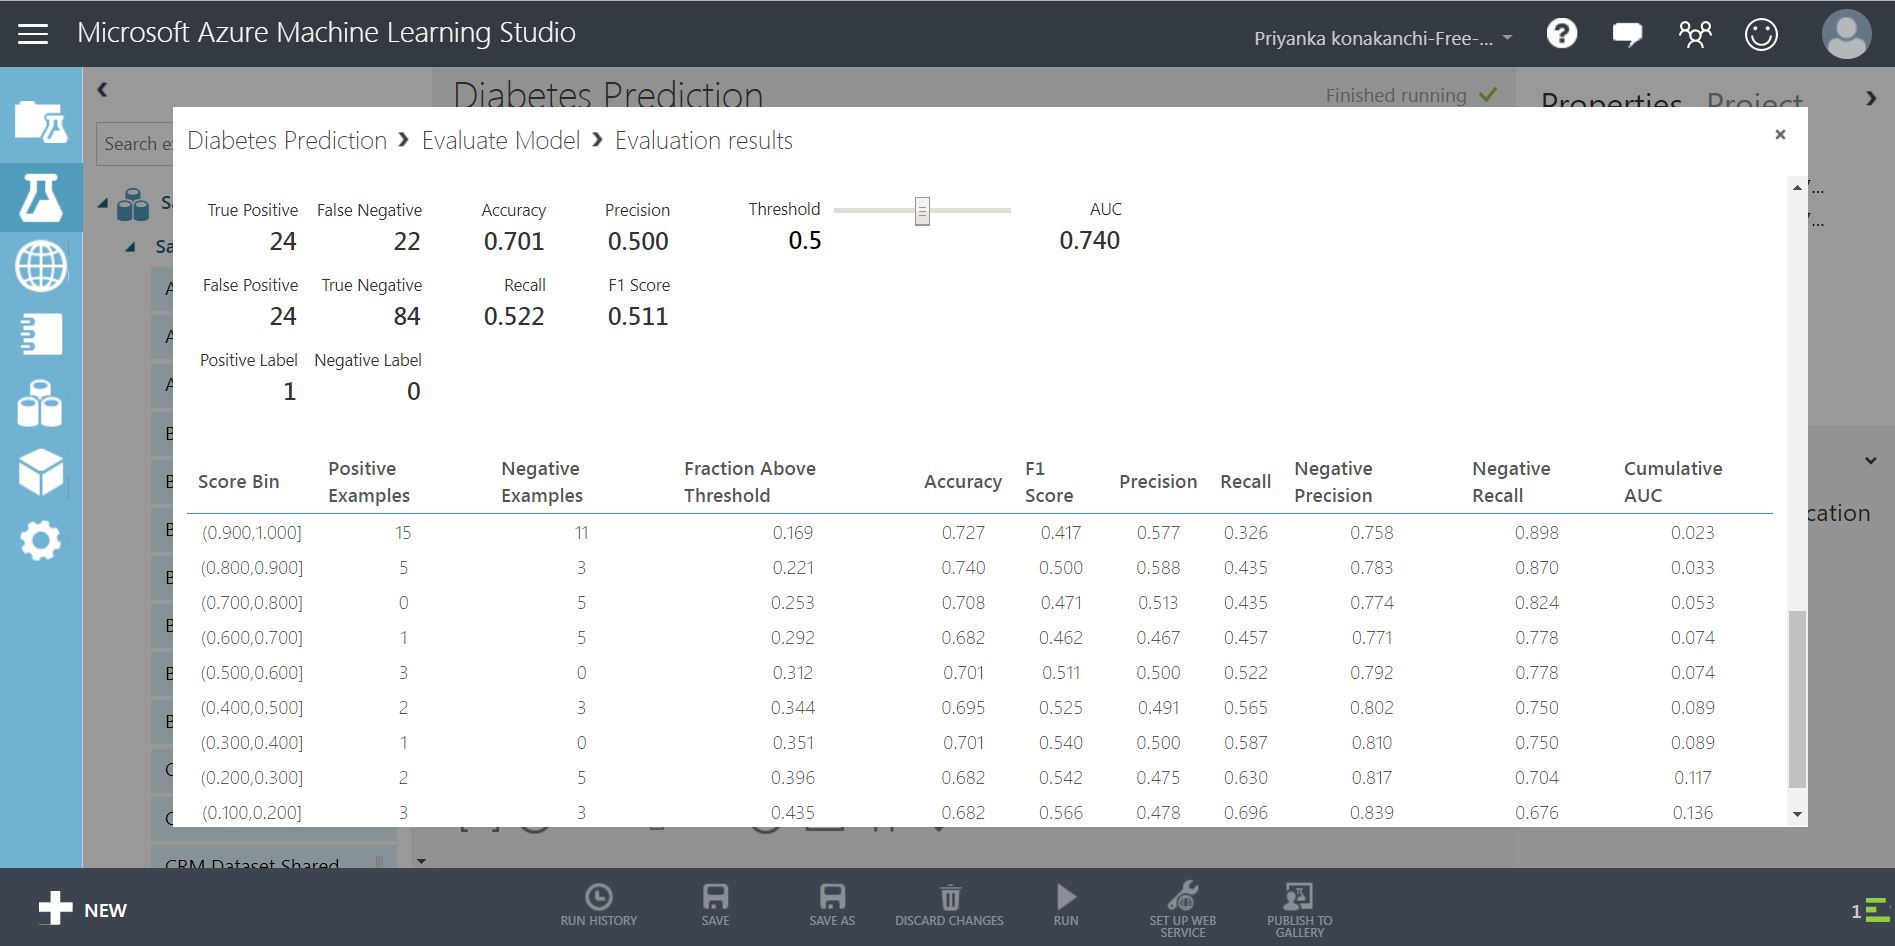 Microsoft Azure Machine Learning Studio
Priyanka konakanchi-Free-...
Diabetes Prediction
Finished running
Properties Project
Search
Diabetes Prediction > Evaluate Model > Evaluation results
True Positive False Negative Accuracy Precision Threshold AUC
24 22 0.701 0.500 0.5 0.740
False Positive True Negative Recall F1 Score
24 84 0.522 0.511
Positive Label Negative Label
1 0
Score Bin Positive Examples Negative Examples Fraction Above Threshold Accuracy F1 Score Precision Recall Negative Precision Negative Recall Cumulative AUC
(0.900,1.000] 15 11 0.169 0.727 0.417 0.577 0.326 0.758 0.898 0.023
(0.800,0.900] 5 3 0.221 0.740 0.500 0.588 0.435 0.783 0.870 0.033
(0.700,0.800] 0 5 0.253 0.708 0.471 0.513 0.435 0.774 0.824 0.053
(0.600,0.700] 1 5 0.292 0.682 0.462 0.467 0.457 0.771 0.778 0.074
(0.500,0.600] 3 0 0.312 0.701 0.511 0.500 0.522 0.792 0.778 0.074
(0.400,0.500] 2 3 0.344 0.695 0.525 0.491 0.565 0.802 0.750 0.089
(0.300,0.400] 1 0 0.351 0.701 0.540 0.500 0.587 0.810 0.750 0.089
(0.200,0.300] 2 5 0.396 0.682 0.542 0.475 0.630 0.817 0.704 0.117
(0.100,0.200] 3 3 0.435 0.682 0.566 0.478 0.696 0.839 0.676 0.136
cation
CRM Dataset Shared
NEW
RUN HISTORY
SAVE
SAVE AS
DISCARD CHANGES
RUN
SET UP WEB SERVICE
PUBLISH TO GALLERY
1